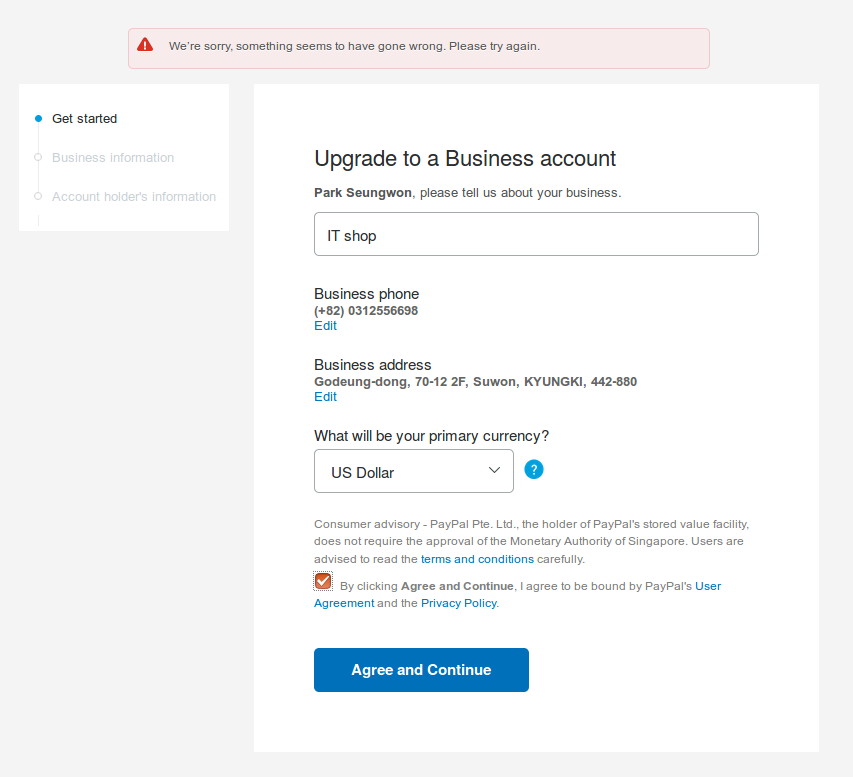 We're sorry, something seems to have gone wrong. Please try again.
Get started
Business information
Account holder's information
Upgrade to a Business account
Park Seungwon, please tell us about your business.
IT shop
Business phone
(+82) 0312556698
Edit
Business address
Godeung-dong, 70-12 2F, Suwon, KYUNGKI, 442-880
Edit
What will be your primary currency?
US Dollar
?
Consumer advisory - PayPal Pte. Ltd., the holder of PayPal's stored value facility,
does not require the approval of the Monetary Authority of Singapore. Users are
advised to read the terms and conditions carefully.
By clicking Agree and Continue, I agree to be bound by PayPal's User
Agreement and the Privacy Policy.
Agree and Continue